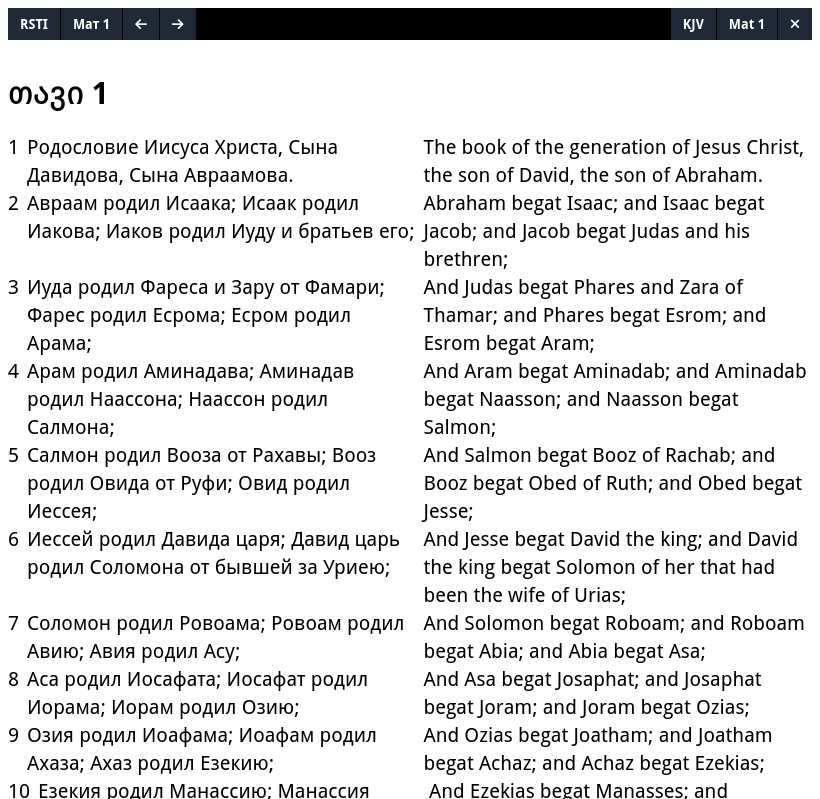 RSTI Мат 1 ← → KJV Mat 1 ×
თავი 1
1 Родословие Иисуса Христа, Сына
Давидова, Сына Авраамова.
The book of the generation of Jesus Christ,
the son of David, the son of Abraham.
2 Авраам родил Исаака; Исаак родил
Иакова; Иаков родил Иуду и братьев его;
Abraham begat Isaac; and Isaac begat
Jacob; and Jacob begat Judas and his
brethren;
3 Иуда родил Фареса и Зару от Фамари;
Фарес родил Есрома; Есром родил
Арама;
And Judas begat Phares and Zara of
Thamar; and Phares begat Esrom; and
Esrom begat Aram;
4 Арам родил Аминадава; Аминадав
родил Наассона; Наассон родил
Салмона;
And Aram begat Aminadab; and Aminadab
begat Naasson; and Naasson begat
Salmon;
5 Салмон родил Вооза от Рахавы; Вооз
родил Овида от Руфи; Овид родил
Иессея;
And Salmon begat Booz of Rachab; and
Booz begat Obed of Ruth; and Obed begat
Jesse;
6 Иессей родил Давида царя; Давид царь
родил Соломона от бывшей за Уриею;
And Jesse begat David the king; and David
the king begat Solomon of her that had
been the wife of Urias;
7 Соломон родил Ровоама; Ровоам родил
Авию; Авия родил Асу;
And Solomon begat Roboam; and Roboam
begat Abia; and Abia begat Asa;
8 Аса родил Иосафата; Иосафат родил
Иорама; Иорам родил Озию;
And Asa begat Josaphat; and Josaphat
begat Joram; and Joram begat Ozias;
9 Озия родил Иоафама; Иоафам родил
Ахаза; Ахаз родил Езекию;
And Ozias begat Joatham; and Joatham
begat Achaz; and Achaz begat Ezekias;
10 Езекия родил Манассию; Манассия
And Ezekias begat Manasses; and